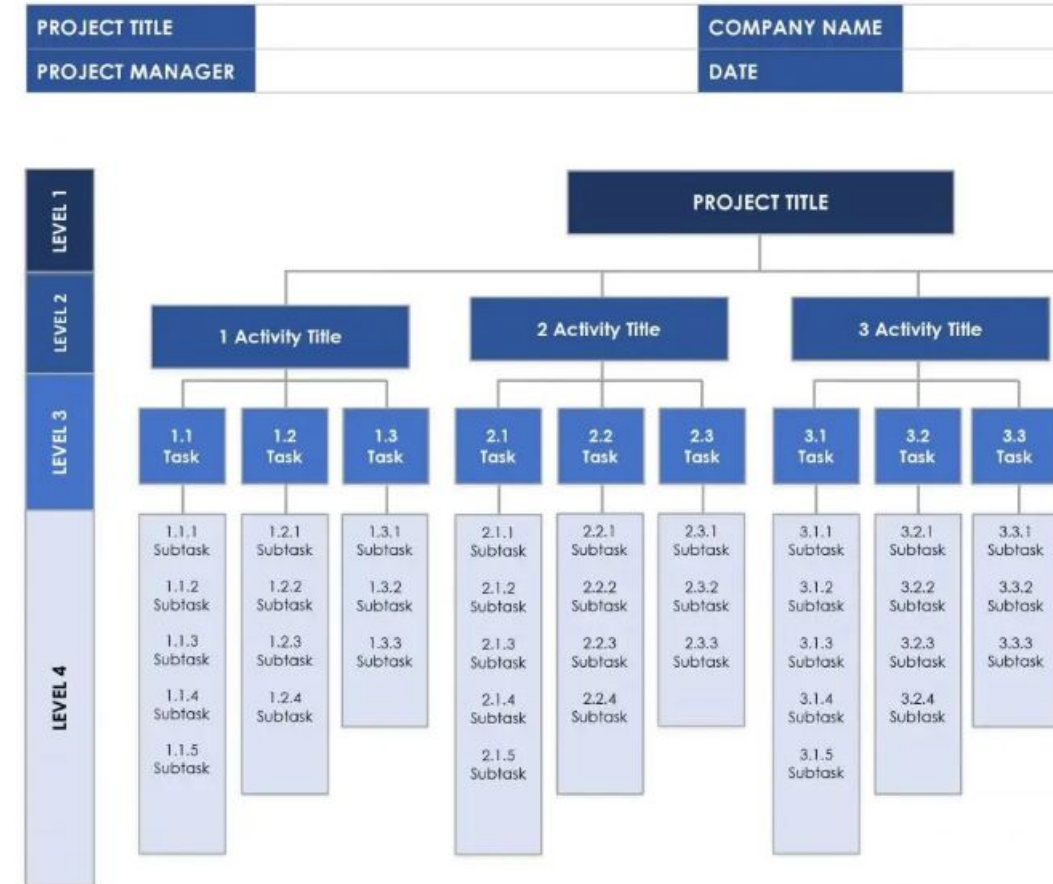 PROJECT TITLE
COMPANY NAME
PROJECT MANAGER
DATE
LEVEL 1
PROJECT TITLE
LEVEL 2
1 Activity Title
2 Activity Title
3 Activity Title
LEVEL 3
1.1
Task
1.2
Task
1.3
Task
2.1
Task
2.2
Task
2.3
Task
3.1
Task
3.2
Task
3.3
Task
LEVEL 4
1.1.1
Subtask
1.1.2
Subtask
1.1.3
Subtask
1.1.4
Subtask
1.1.5
Subtask
1.2.1
Subtask
1.2.2
Subtask
1.2.3
Subtask
1.2.4
Subtask
1.3.1
Subtask
1.3.2
Subtask
1.3.3
Subtask
2.1.1
Subtask
2.1.2
Subtask
2.1.3
Subtask
2.1.4
Subtask
2.1.5
Subtask
2.2.1
Subtask
2.2.2
Subtask
2.2.3
Subtask
2.2.4
Subtask
2.3.1
Subtask
2.3.2
Subtask
2.3.3
Subtask
3.1.1
Subtask
3.1.2
Subtask
3.1.3
Subtask
3.1.4
Subtask
3.1.5
Subtask
3.2.1
Subtask
3.2.2
Subtask
3.2.3
Subtask
3.2.4
Subtask
3.3.1
Subtask
3.3.2
Subtask
3.3.3
Subtask